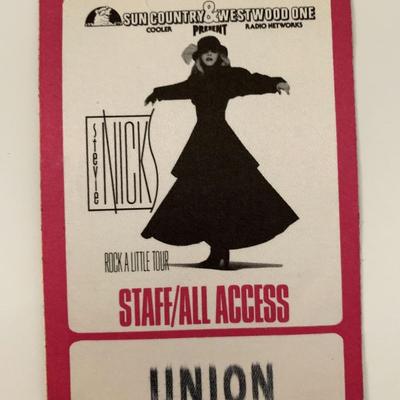 SUN COUNTRY & WESTWOOD ONE
COOLER PRESENT RADIO NETWORKS
stevie
NICKS
ROCK A LITTLE TOUR
STAFF/ALL ACCESS
UNION